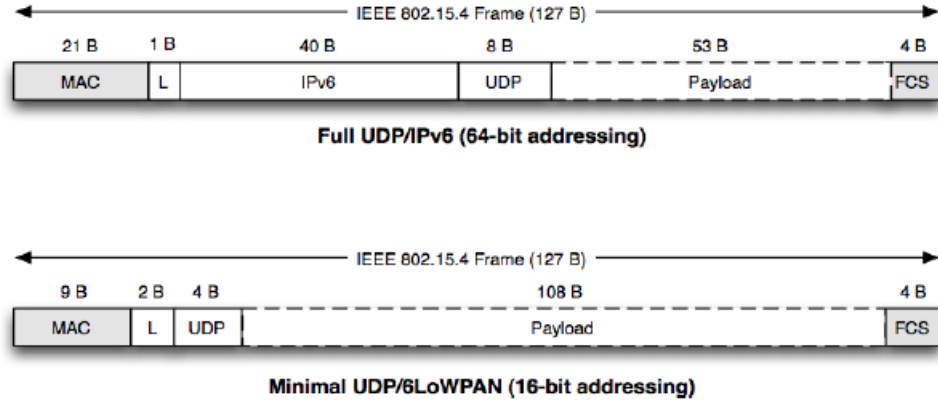 IEEE 802.15.4 Frame (127 B)
21 B 1 B 40 B 8 B 53 B 4 B
MAC L IPv6 UDP Payload FCS
Full UDP/IPv6 (64-bit addressing)
IEEE 802.15.4 Frame (127 B)
9 B 2 B 4 B 108 B 4 B
MAC L UDP Payload FCS
Minimal UDP/6LoWPAN (16-bit addressing)